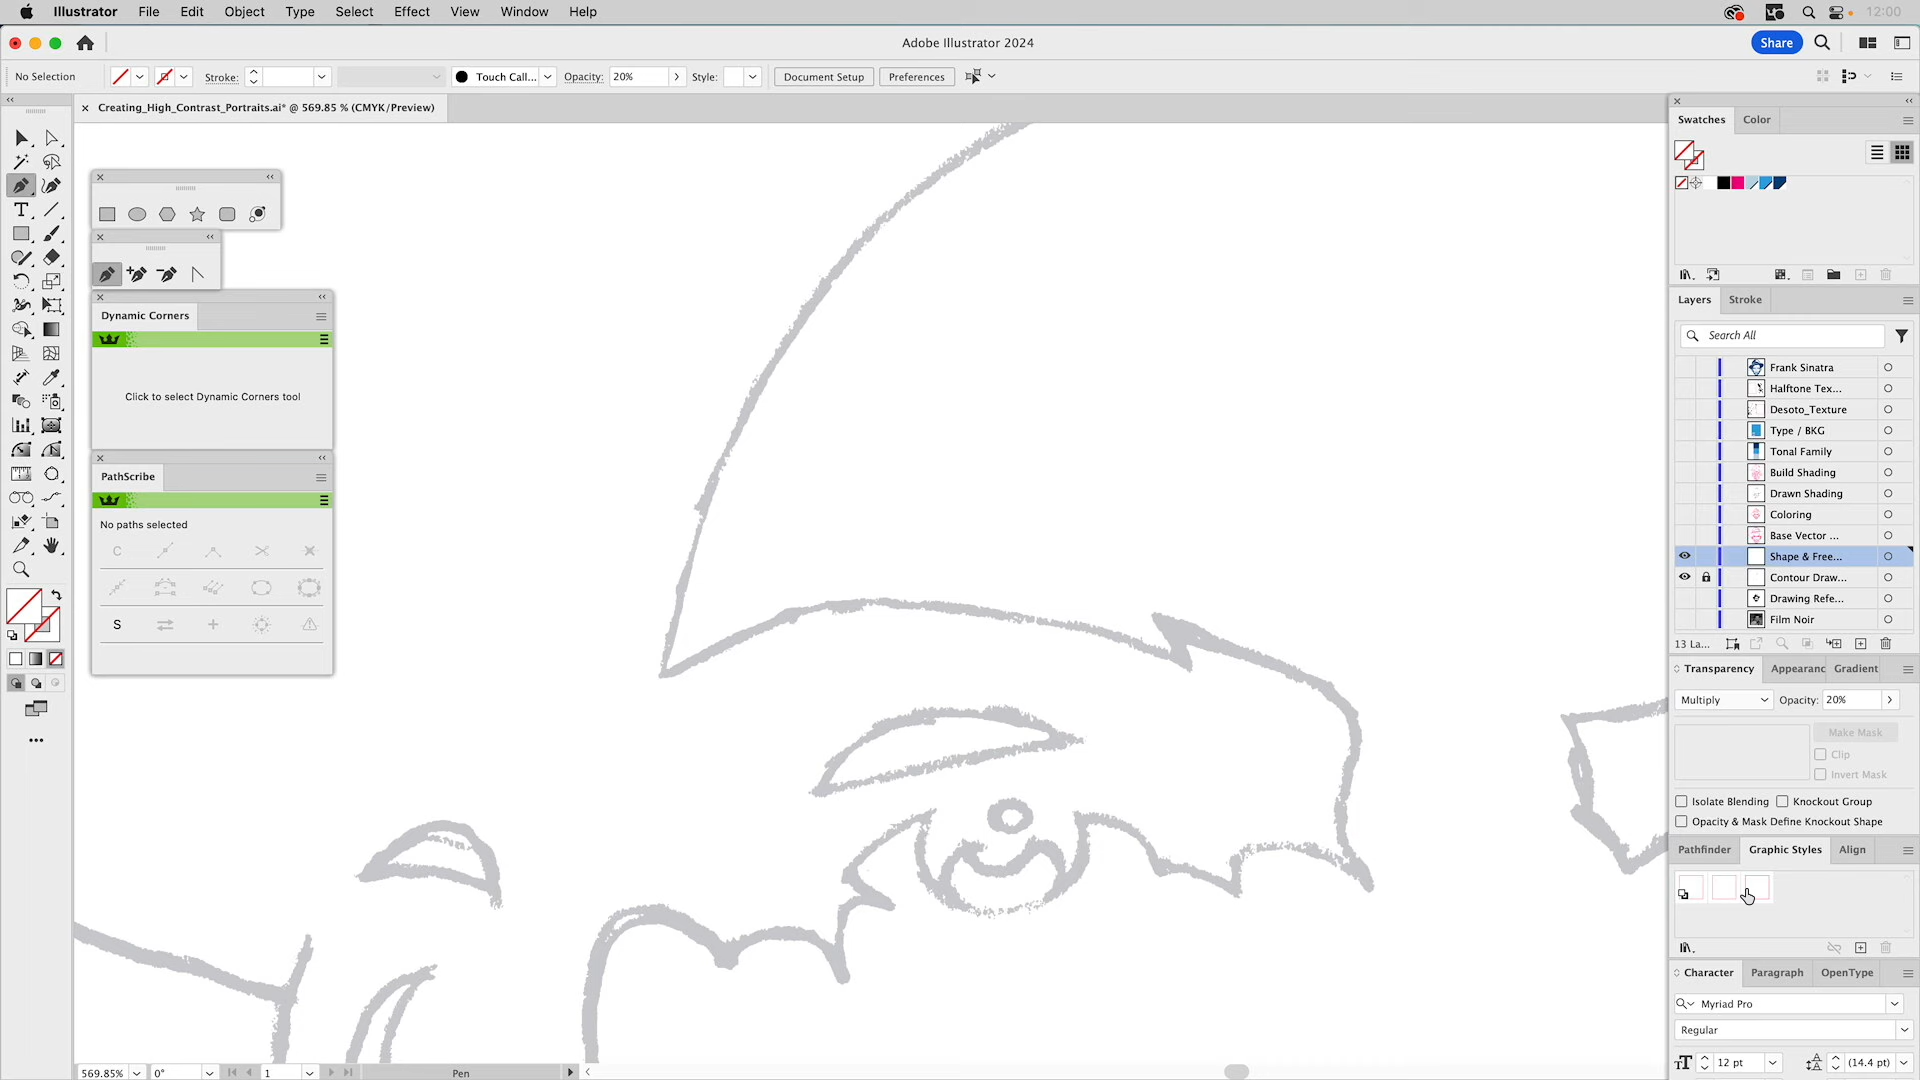 Illustrator File Edit Object Type Select Effect View Window Help 12:00
Adobe Illustrator 2024 Share
No Selection Stroke: Touch Call... Opacity: 20% Style: Document Setup Preferences
Creating_High_Contrast_Portraits.ai* @ 569.85 % (CMYK/Preview)
Dynamic Corners
Click to select Dynamic Corners tool
PathScribe
No paths selected
C
S
Swatches Color
Layers Stroke
Search All
Frank Sinatra
Halftone Tex...
Desoto_Texture
Type / BKG
Tonal Family
Build Shading
Drawn Shading
Coloring
Base Vector ...
Shape & Free...
Contour Draw...
Drawing Refe...
Film Noir
13 La...
Transparency Appearanc Gradient
Multiply Opacity: 20%
Make Mask
Clip
Invert Mask
Isolate Blending Knockout Group
Opacity & Mask Define Knockout Shape
Pathfinder Graphic Styles Align
Character Paragraph OpenType
Myriad Pro
Regular
12 pt (14.4 pt)
569.85% 0° 1 Pen